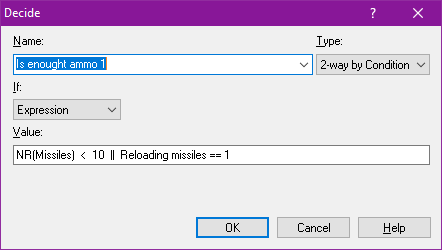 Decide
Name: Type:
Is enought ammo 1 2-way by Condition
If:
Expression
Value:
NR(Missiles) < 10 || Reloading missiles == 1
OK Cancel Help